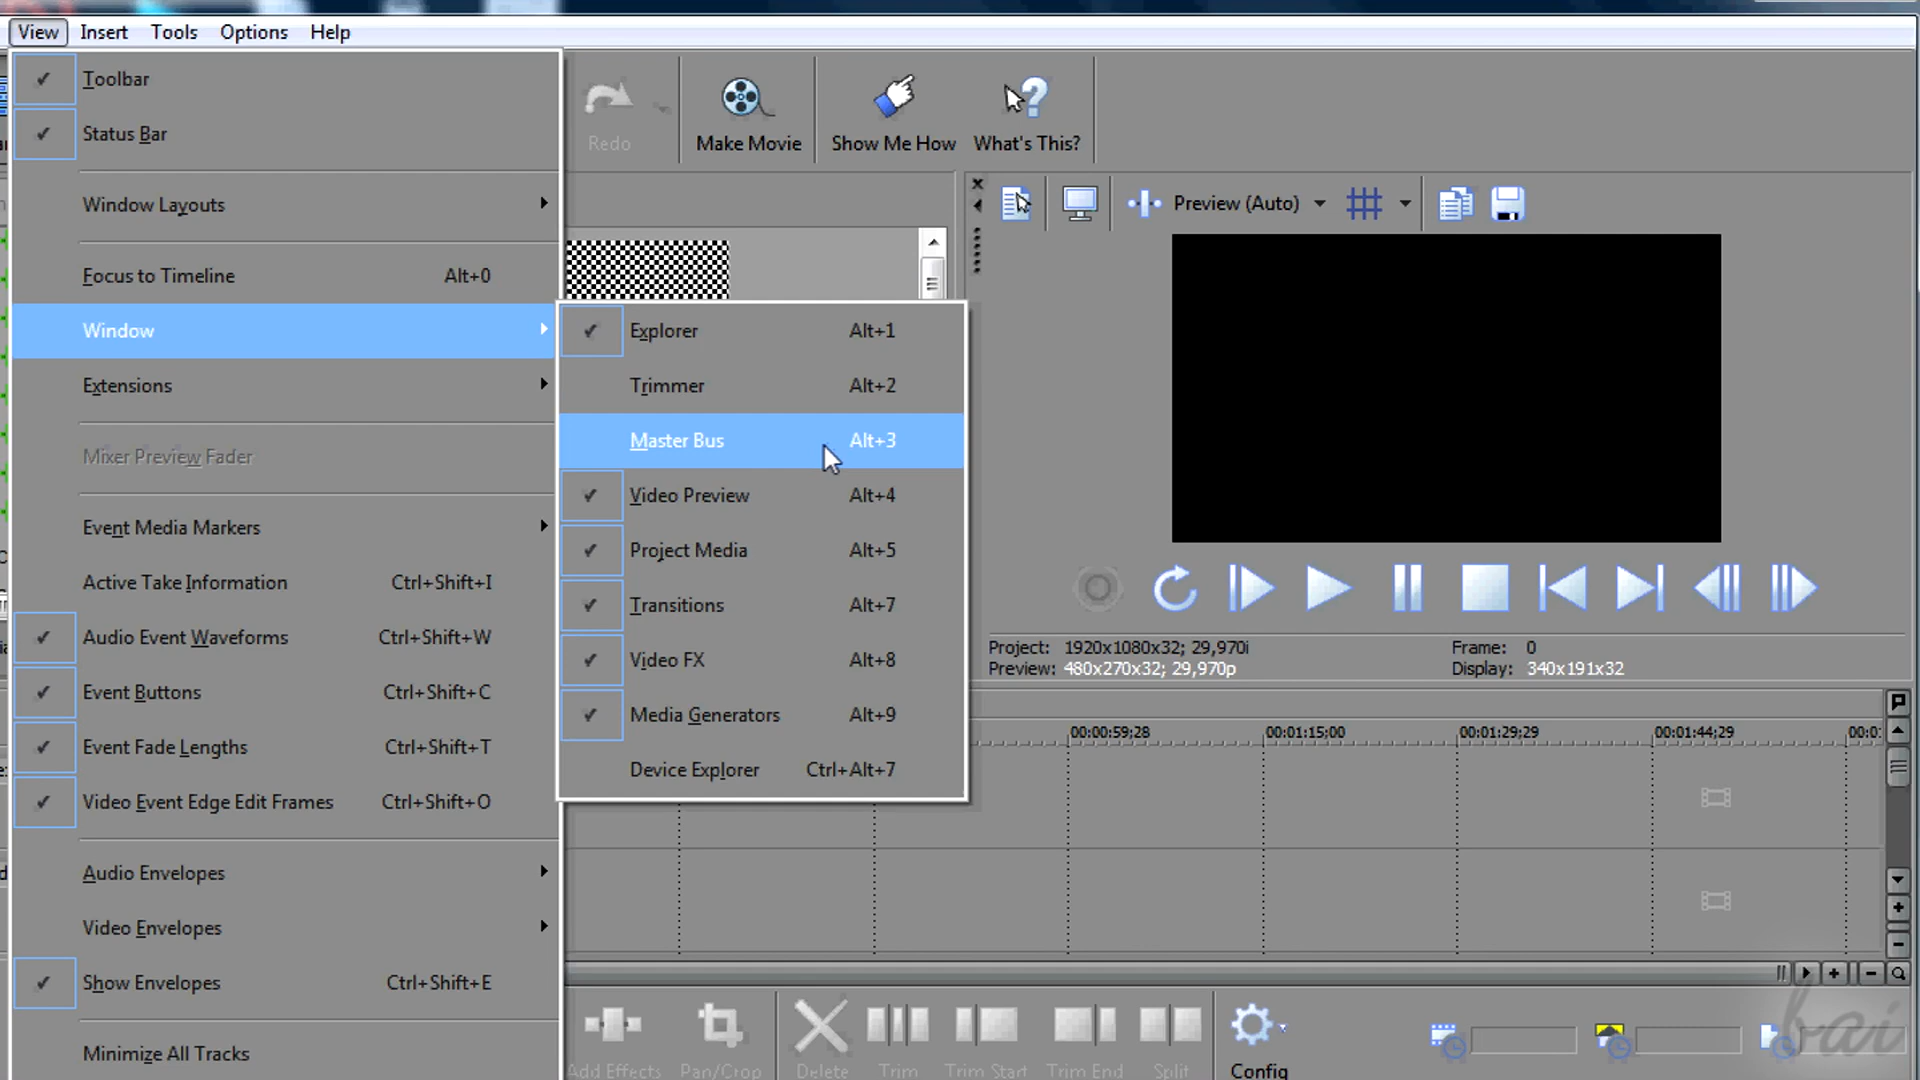 View Insert Tools Options Help
Toolbar
Status Bar
Window Layouts
Focus to Timeline Alt+0
Window
Extensions
Mixer Preview Fader
Event Media Markers
Active Take Information Ctrl+Shift+I
Audio Event Waveforms Ctrl+Shift+W
Event Buttons Ctrl+Shift+C
Event Fade Lengths Ctrl+Shift+T
Video Event Edge Edit Frames Ctrl+Shift+O
Audio Envelopes
Video Envelopes
Show Envelopes Ctrl+Shift+E
Minimize All Tracks
Explorer Alt+1
Trimmer Alt+2
Master Bus Alt+3
Video Preview Alt+4
Project Media Alt+5
Transitions Alt+7
Video FX Alt+8
Media Generators Alt+9
Device Explorer Ctrl+Alt+7
Redo Make Movie Show Me How What's This?
Preview (Auto)
Project: 1920x1080x32; 29,970i Frame: 0
Preview: 480x270x32; 29,970p Display: 340x191x32
00:00:59;28 00:01:15;00 00:01:29;29 00:01:44;29 00:0
Add Effects Pan/Crop Delete Trim Trim Start Trim End Split Config
bai